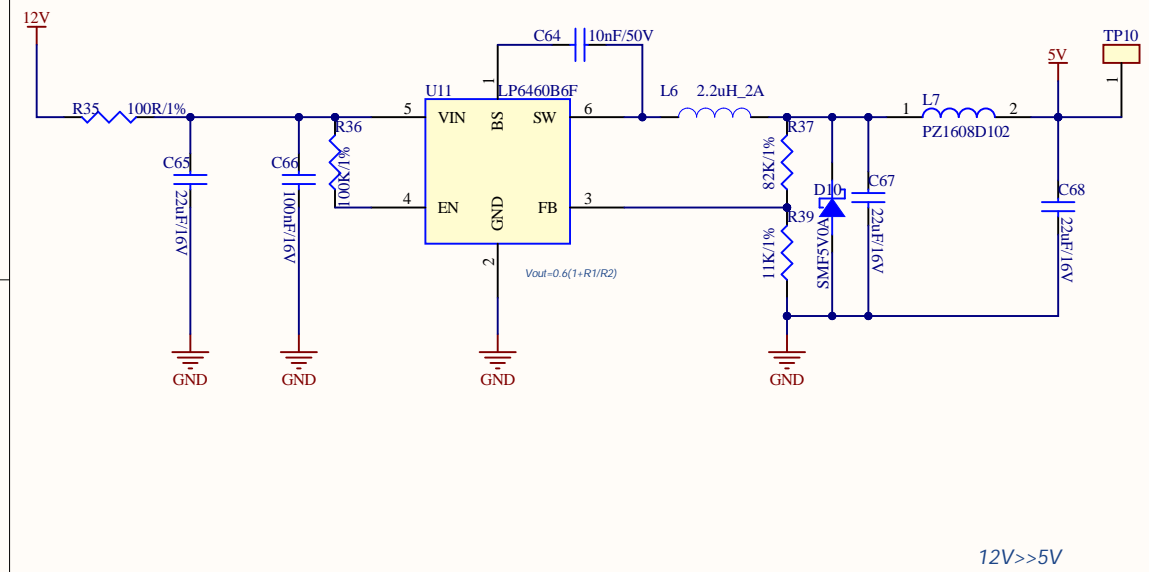 12V
C64
10nF/50V
TP10
5V
1
1
U11
LP6460B6F
L6
2.2uH_2A
L7
R35
100R/1%
5
VIN
BS
SW
6
R37
1
2
PZ1608D102
R36
C65
C66
100K/1%
82K/1%
D10
C67
C68
22uF/16V
100nF/16V
4
EN
GND
FB
3
R39
11K/1%
SMF5V0A
22uF/16V
22uF/16V
2
Vout=0.6(1+R1/R2)
GND
GND
GND
GND
12V>>5V